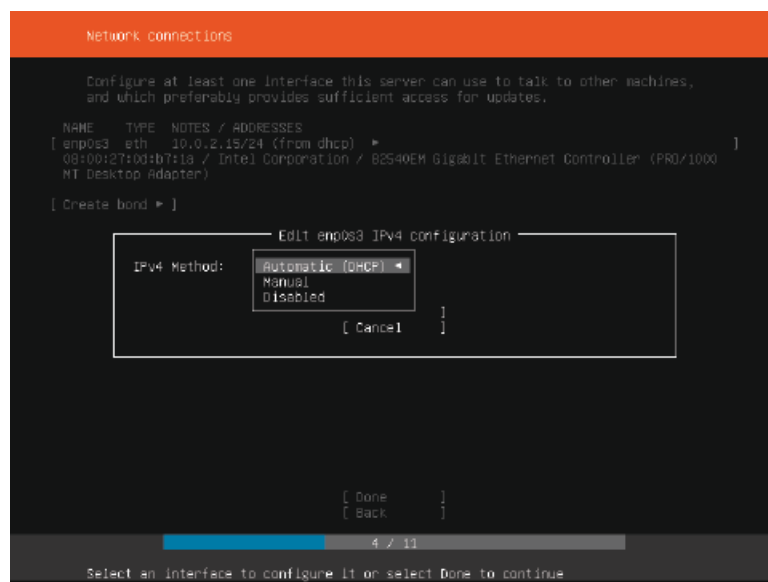 Network connections
Configure at least one interface this server can use to talk to other machines,
and which preferably provides sufficient access for updates.
NAME TYPE NOTES / ADDRESSES
[ enp0s3 eth 10.0.2.15/24 (from dhcp) ▸ ]
08:00:27:0d:b7:1a / Intel Corporation / 82540EM Gigabit Ethernet Controller (PRO/1000
MT Desktop Adapter)
[ Create bond ▸ ]
Edit enp0s3 IPv4 configuration
IPv4 Method: Automatic (DHCP) ◂
Manual
Disabled
]
[ Cancel ]
[ Done ]
[ Back ]
4 / 11
Select an interface to configure it or select Done to continue